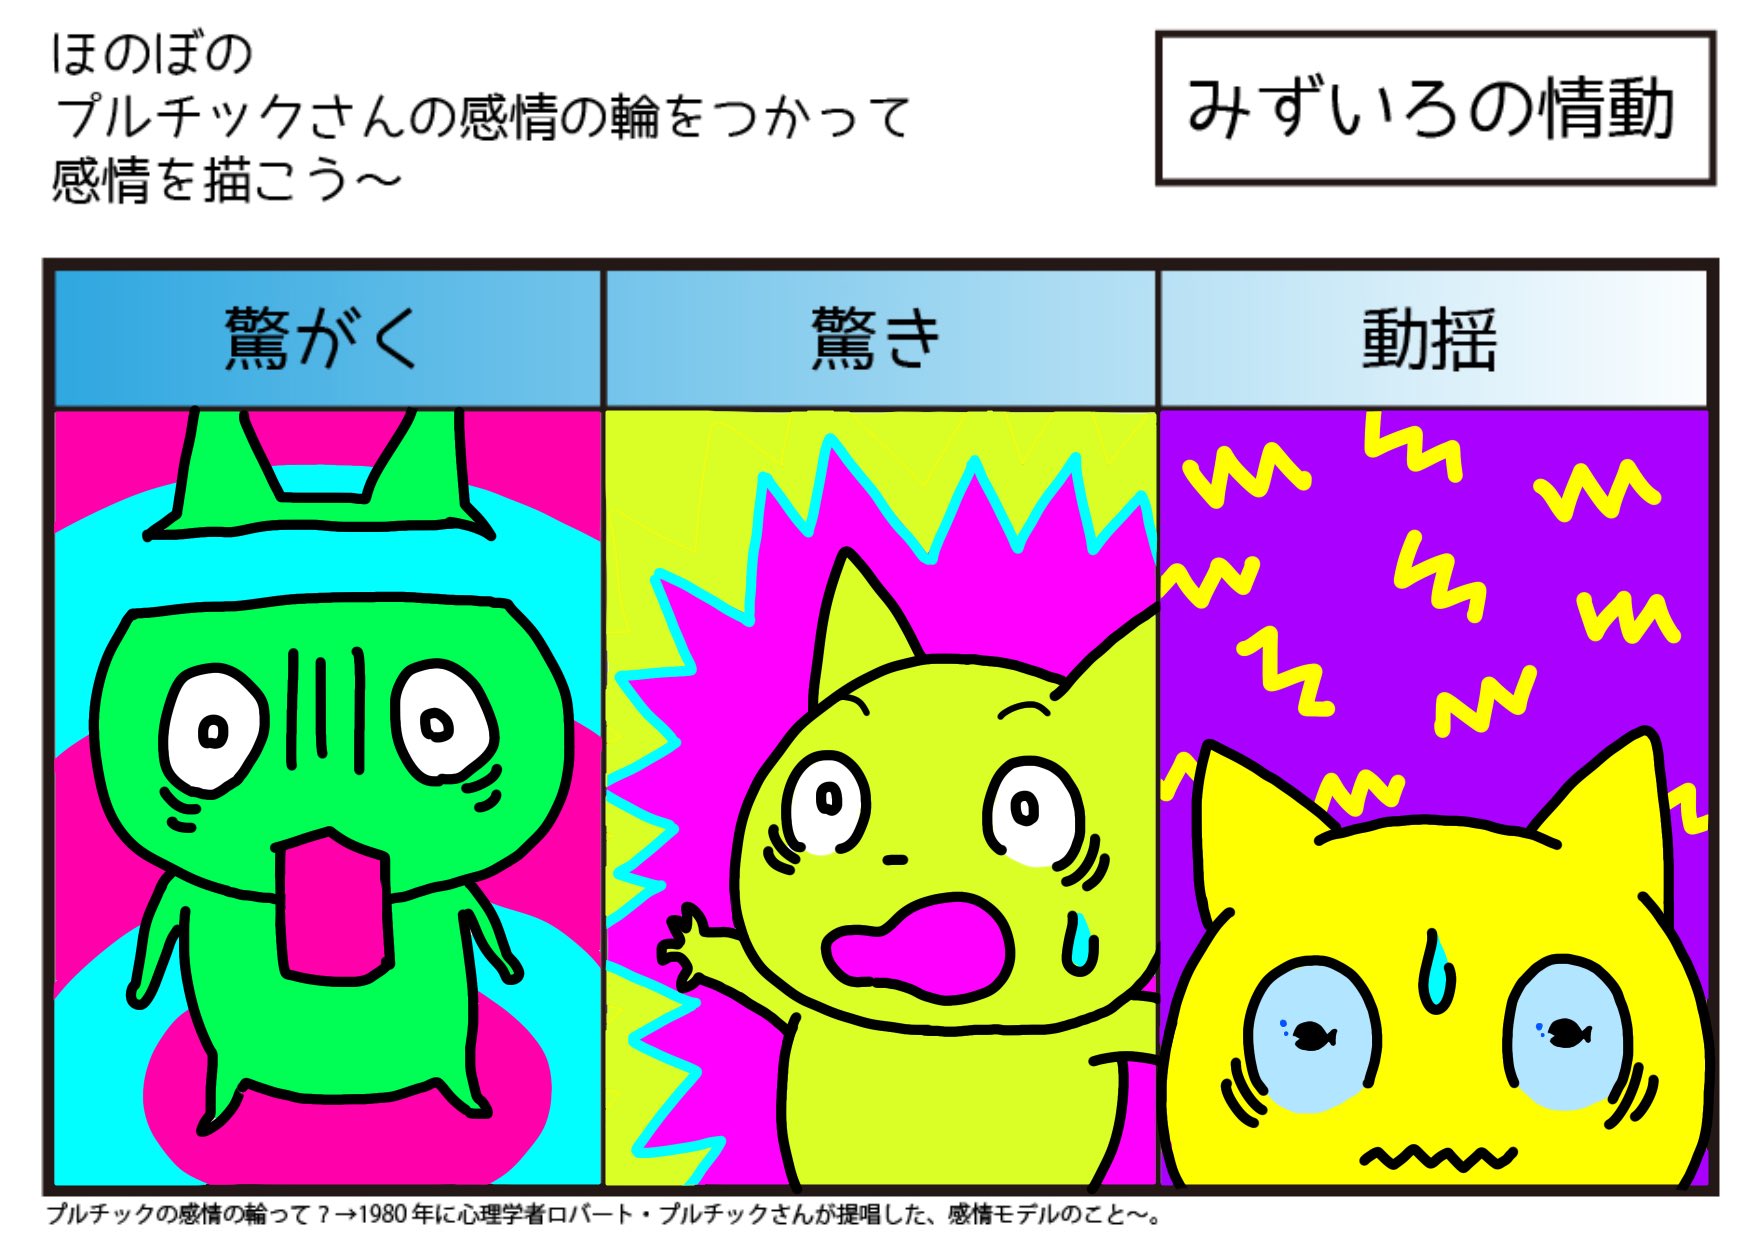 ほのぼの
プルチックさんの感情の輪をつかって
感情を描こう〜
みずいろの情動
驚がく
驚き
動揺
プルチックの感情の輪って？→1980年に心理学者ロバート・プルチックさんが提唱した、感情モデルのこと〜。